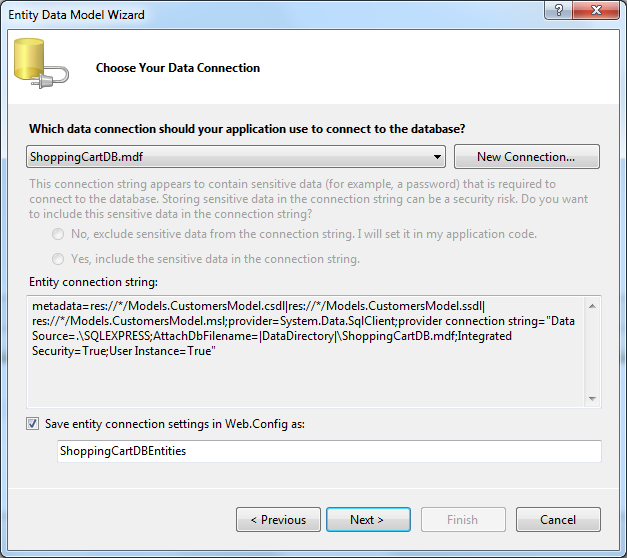 Entity Data Model Wizard
?
Choose Your Data Connection
Which data connection should your application use to connect to the database?
ShoppingCartDB.mdf
New Connection...
This connection string appears to contain sensitive data (for example, a password) that is required to
connect to the database. Storing sensitive data in the connection string can be a security risk. Do you want
to include this sensitive data in the connection string?
No, exclude sensitive data from the connection string. I will set it in my application code.
Yes, include the sensitive data in the connection string.
Entity connection string:
metadata=res://*/Models.CustomersModel.csdl|res://*/Models.CustomersModel.ssdl|
res://*/Models.CustomersModel.msl;provider=System.Data.SqlClient;provider connection string="Data
Source=.\SQLEXPRESS;AttachDbFilename=|DataDirectory|\ShoppingCartDB.mdf;Integrated
Security=True;User Instance=True"
Save entity connection settings in Web.Config as:
ShoppingCartDBEntities
< Previous
Next >
Finish
Cancel